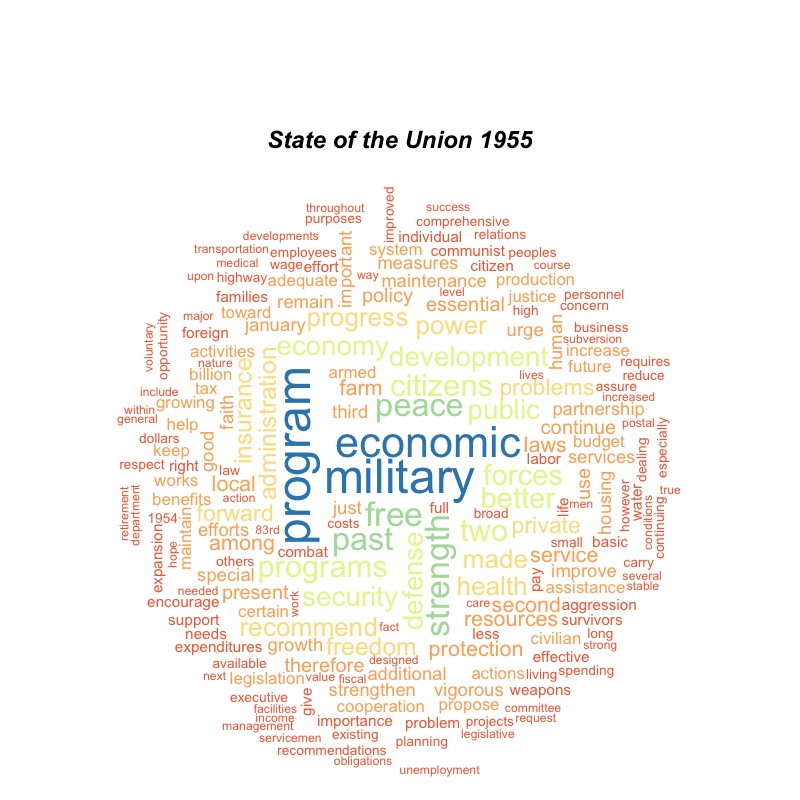 State of the Union 1955
throughout
success
purposes
improved
comprehensive
developments
individual
relations
transportation
employees
important
system
communist
peoples
medical
wage
effort
measures
citizen
course
upon
highway
adequate
way
maintenance
production
families
remain
policy
level
essential
justice
personnel
high
concern
major
toward
january
progress
power
urge
human
business
voluntary
opportunity
foreign
subversion
activities
economy
development
increase
nature
insurance
administration
armed
lives
future
requires
billion
reduce
include
tax
faith
program
farm
citizens
problems
assure
increased
within
growing
third
peace
public
partnership
general
help
continue
postal
dollars
good
economic
laws
budget
dealing
especially
keep
respect
right
law
military
labor
services
works
local
forces
use
housing
true
retirement
department
benefits
action
better
life
men
however
water
conditions
continuing
1954
forward
just
free
full
broad
maintain
efforts
83rd
costs
past
strength
two
private
expansion
hope
among
combat
defense
small
basic
others
programs
made
service
carry
special
pay
improve
several
needed
present
work
security
health
assistance
stable
encourage
certain
care
second
aggression
support
recommend
fact
resources
survivors
needs
less
civilian
long
expenditures
growth
freedom
protection
strong
available
therefore
designed
effective
next
legislation
value
fiscal
additional
actions
living
spending
executive
give
strengthen
vigorous
weapons
facilities
cooperation
propose
committee
income
management
importance
problem
projects
request
servicemen
existing
planning
legislative
recommendations
obligations
unemployment